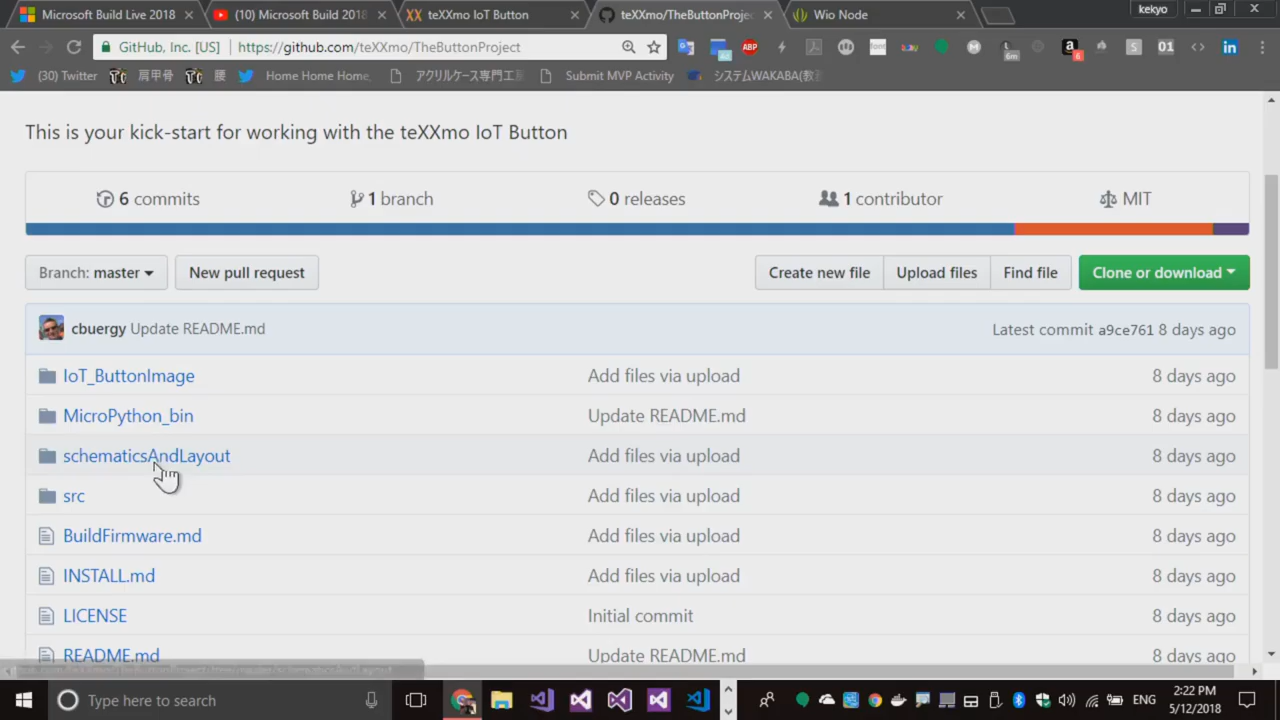 Microsoft Build Live 2018
(10) Microsoft Build 2018
teXXmo IoT Button
teXXmo/TheButtonProje
Wio Node
kekyo
GitHub, Inc. [US]
https://github.com/teXXmo/TheButtonProject
ABP
6m
a
6
S
01
<>
in
(30) Twitter
肩甲骨
腰
Home Home Home
アクリルケース専門工
Submit MVP Activity
システムWAKABA(教
This is your kick-start for working with the teXXmo IoT Button
6 commits
1 branch
0 releases
1 contributor
MIT
Branch: master
New pull request
Create new file
Upload files
Find file
Clone or download
cbuergy Update README.md
Latest commit a9ce761 8 days ago
IoT_ButtonImage
Add files via upload
8 days ago
MicroPython_bin
Update README.md
8 days ago
schematicsAndLayout
Add files via upload
8 days ago
src
Add files via upload
8 days ago
BuildFirmware.md
Add files via upload
8 days ago
INSTALL.md
Add files via upload
8 days ago
LICENSE
Initial commit
8 days ago
README.md
Update README.md
8 days ago
Type here to search
ENG
2:22 PM
5/12/2018